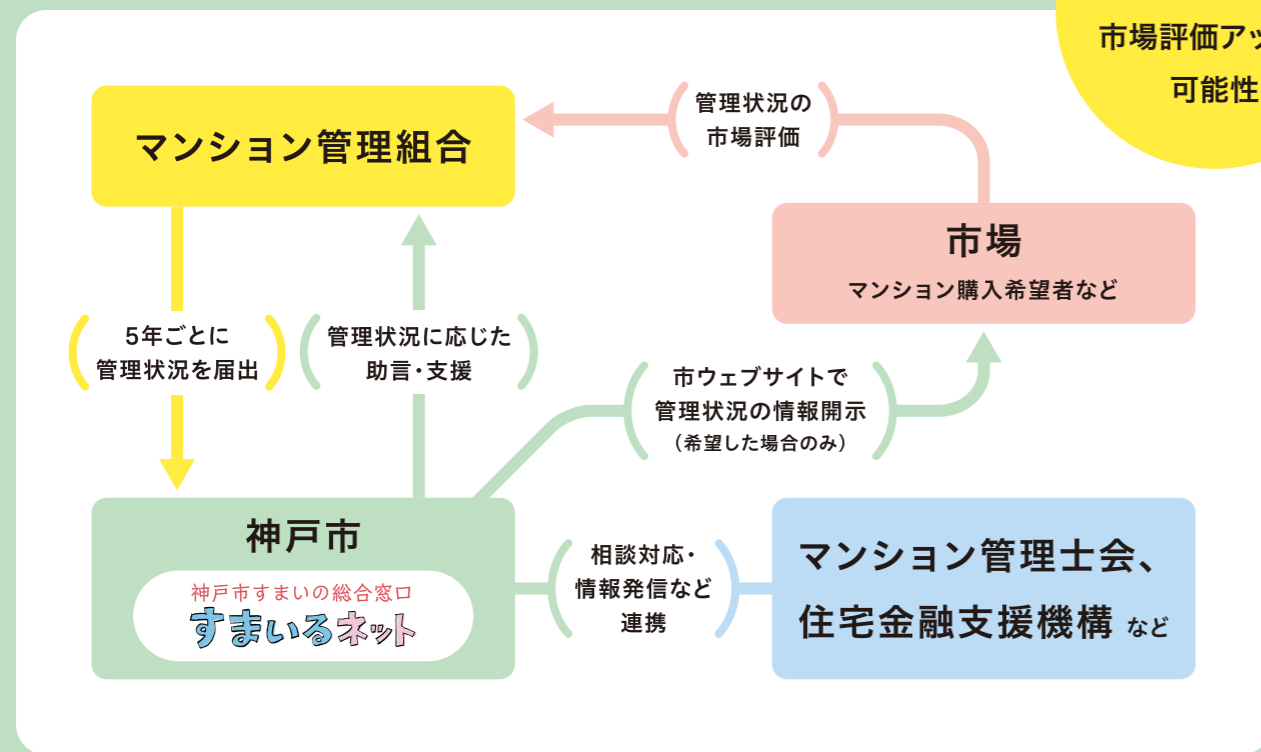 市場評価アッ
可能性
管理状況の
市場評価
マンション管理組合
市場
マンション購入希望者など
5年ごとに
管理状況を届出
管理状況に応じた
助言・支援
市ウェブサイトで
管理状況の情報開示
(希望した場合のみ)
神戸市
神戸市すまいの総合窓口
すまいるネット
相談対応・
情報発信など
連携
マンション管理士会、
住宅金融支援機構 など